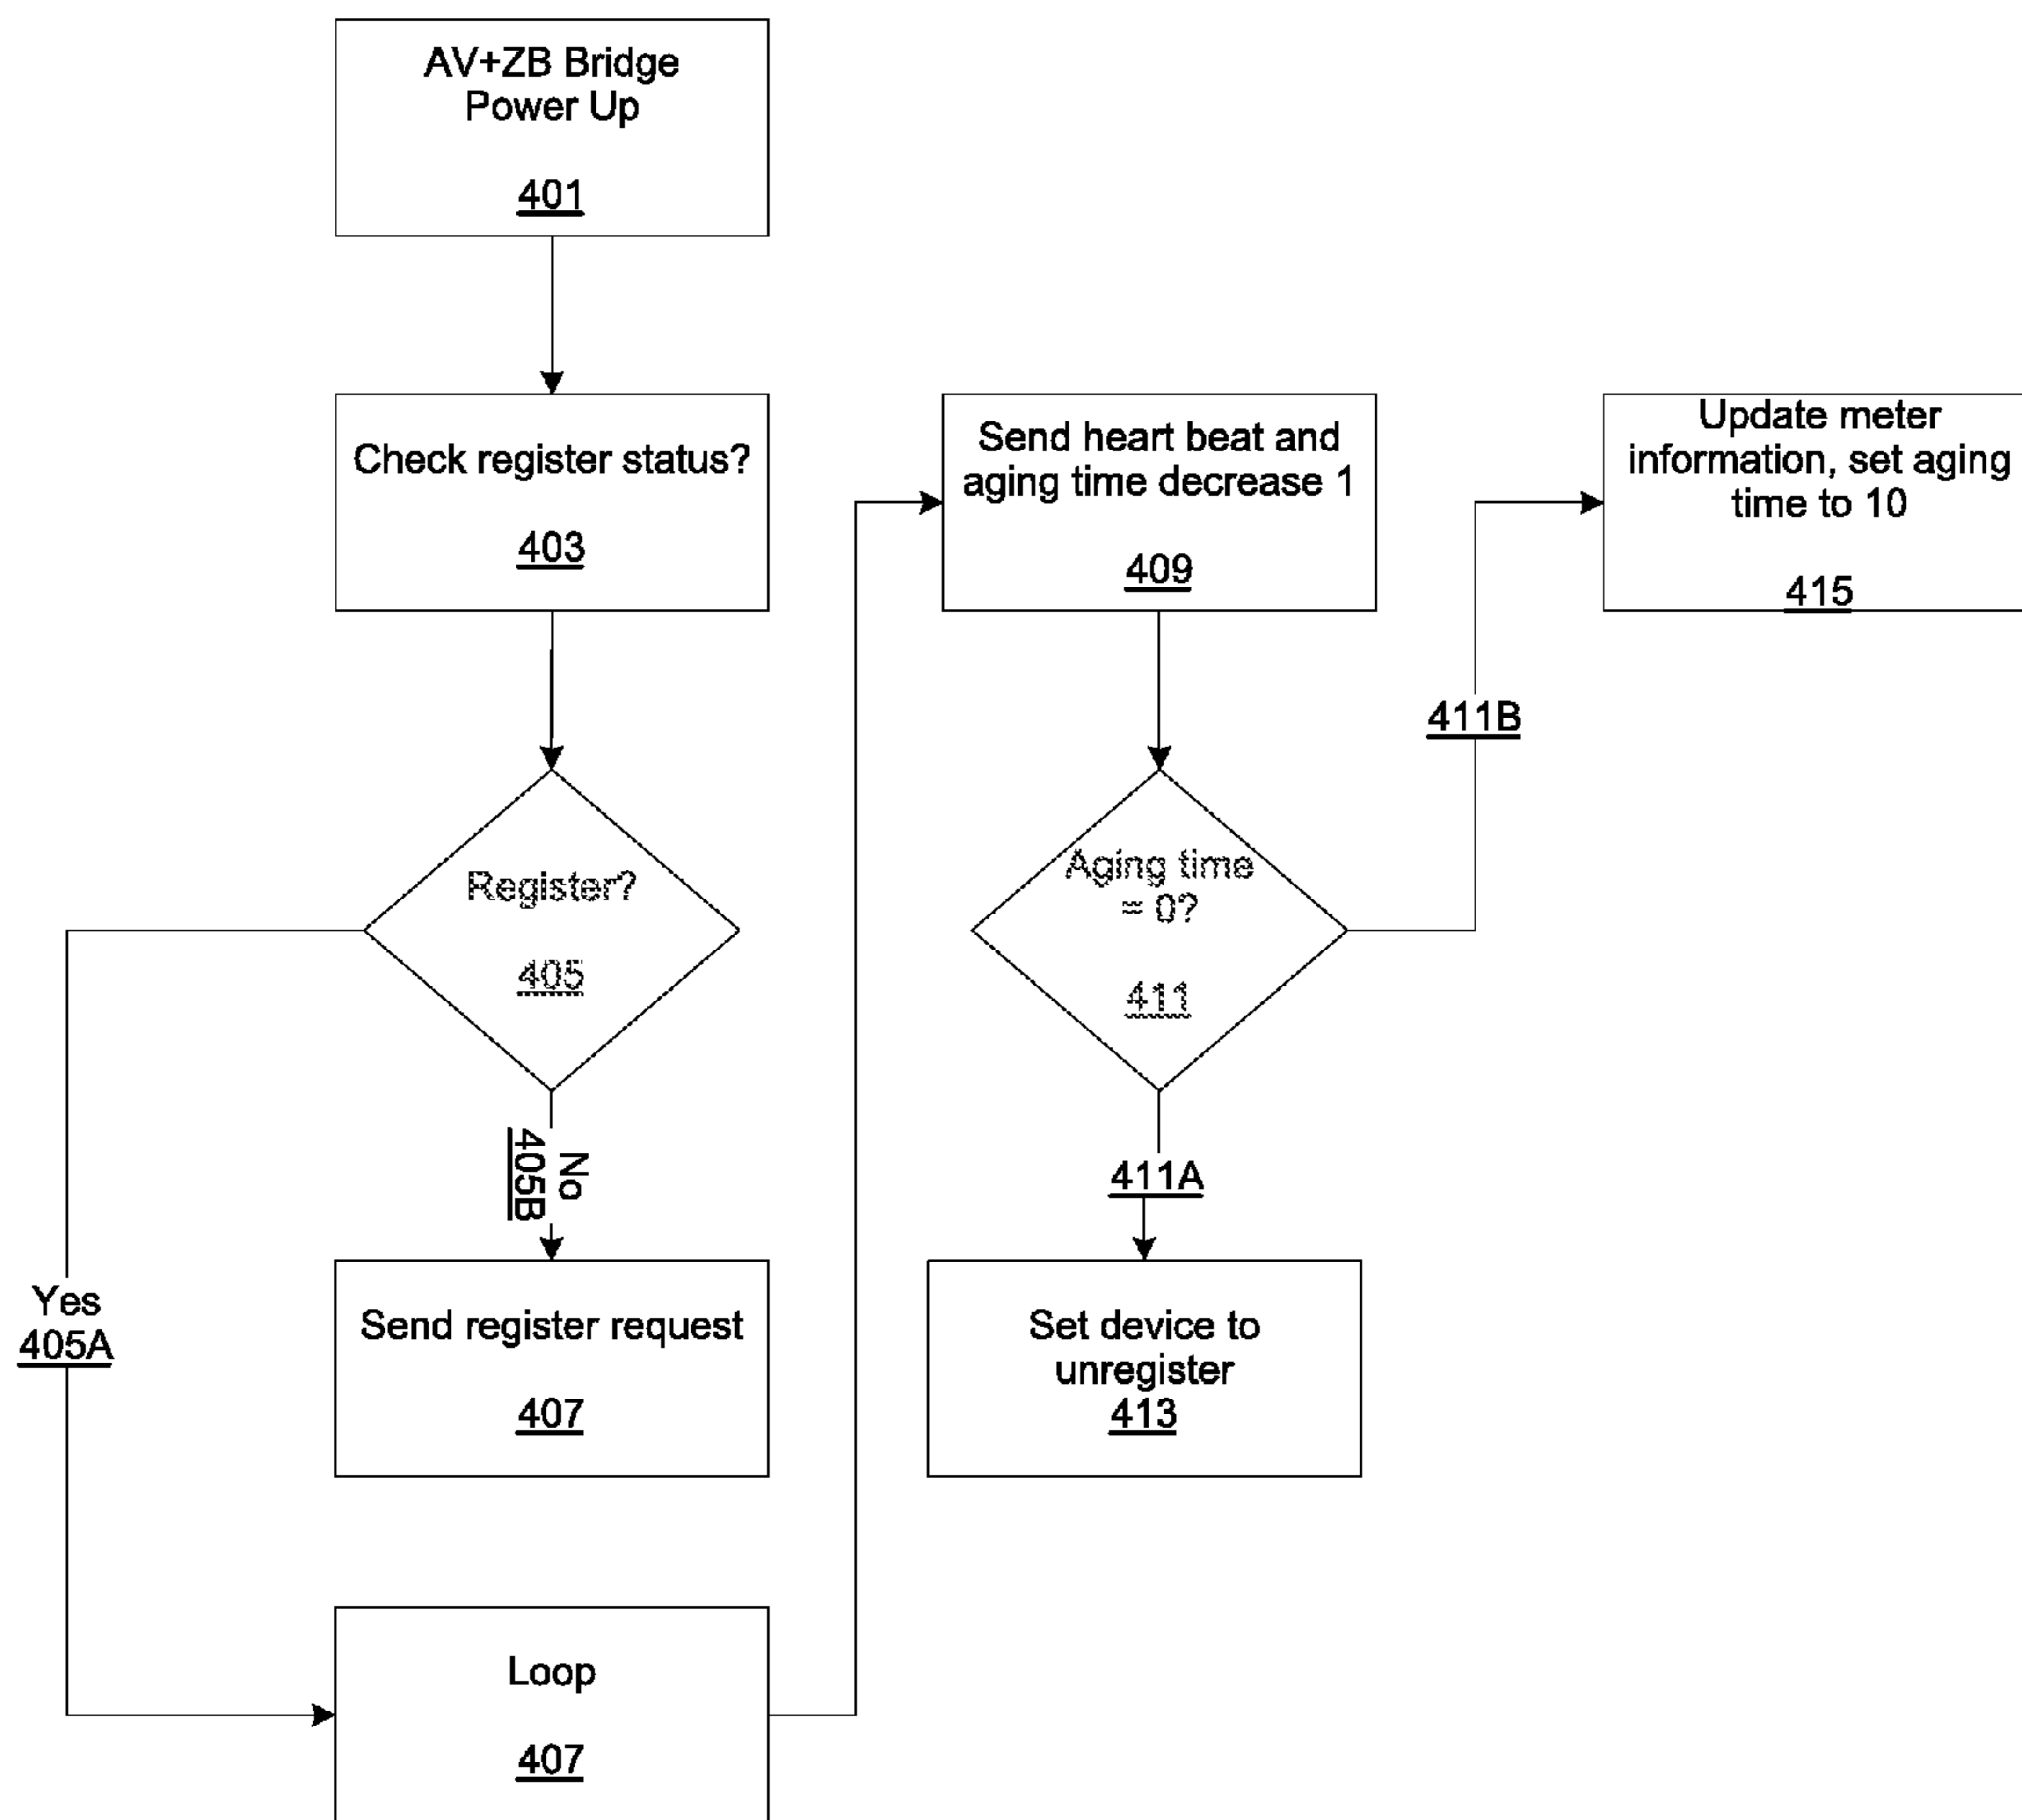 AV+ZB Bridge
Power Up
401
Check register status?
403
Register?
405
Yes
405A
No
405B
Send register request
407
Loop
407
Send heart beat and
aging time decrease 1
409
Aging time
= 0?
411
411A
Set device to
unregister
413
411B
Update meter
information, set aging
time to 10
415